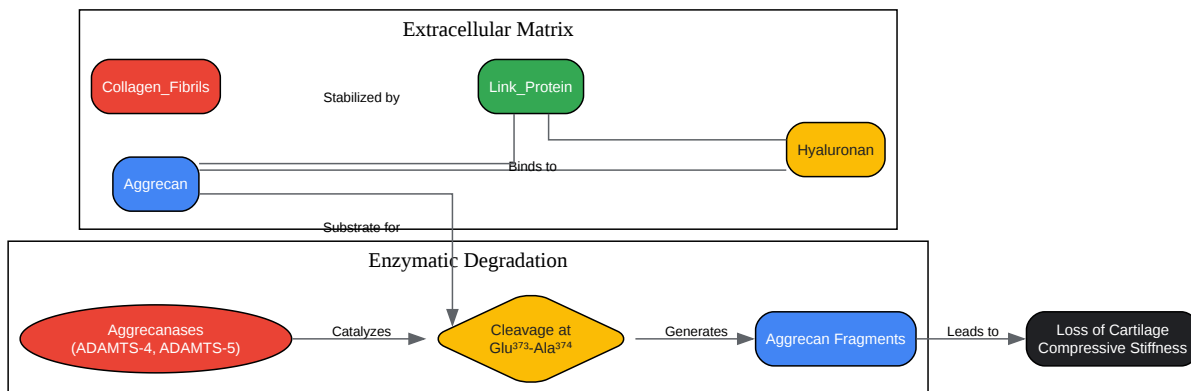 Extracellular Matrix
Collagen_Fibrils
Link_Protein
Stabilized by
Hyaluronan
Binds to
Aggrecan
Substrate for
Enzymatic Degradation
Aggrecanases
(ADAMTS-4, ADAMTS-5)
Catalyzes
Cleavage at
Glu³⁷³-Ala³⁷⁴
Generates
Aggrecan Fragments
Leads to
Loss of Cartilage
Compressive Stiffness